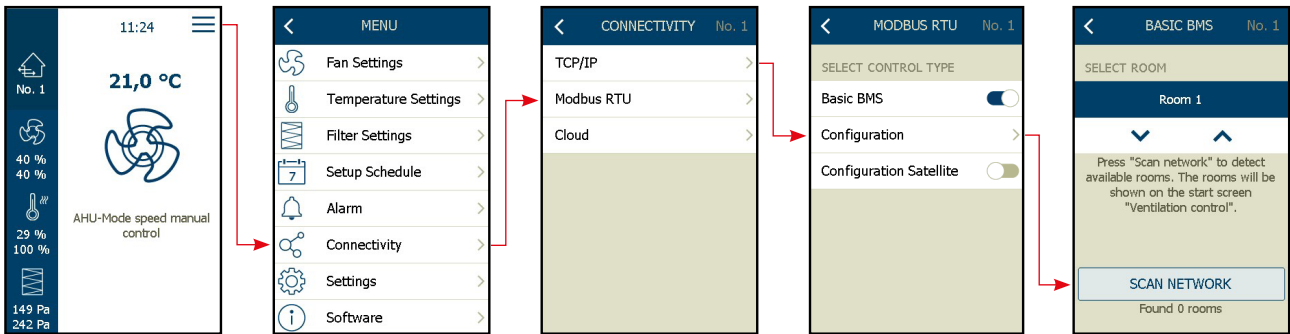 11:24
No. 1
21,0 °C
40 %
40 %
29 %
100 %
149 Pa
242 Pa
AHU-Mode speed manual
control
MENU
Fan Settings
Temperature Settings
Filter Settings
7
Setup Schedule
Alarm
Connectivity
Settings
Software
CONNECTIVITY No. 1
TCP/IP
Modbus RTU
Cloud
MODBUS RTU No. 1
SELECT CONTROL TYPE
Basic BMS
Configuration
Configuration Satellite
BASIC BMS No. 1
SELECT ROOM
Room 1
Press "Scan network" to detect
available rooms. The rooms will be
shown on the start screen
"Ventilation control".
SCAN NETWORK
Found 0 rooms